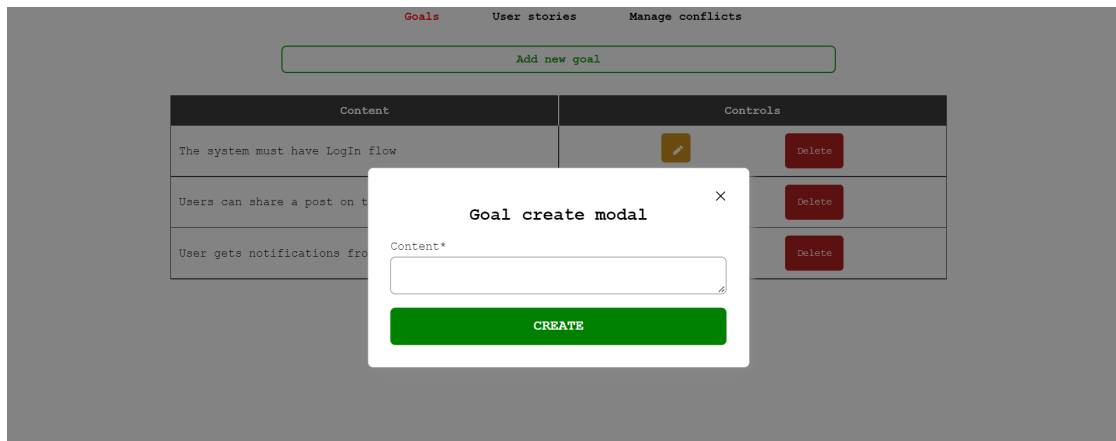 Goals User stories Manage conflicts
Add new goal
Content Controls
The system must have LogIn flow Delete
Users can share a post on t Delete
User gets notifications fro Delete
Goal create modal
Content*
CREATE